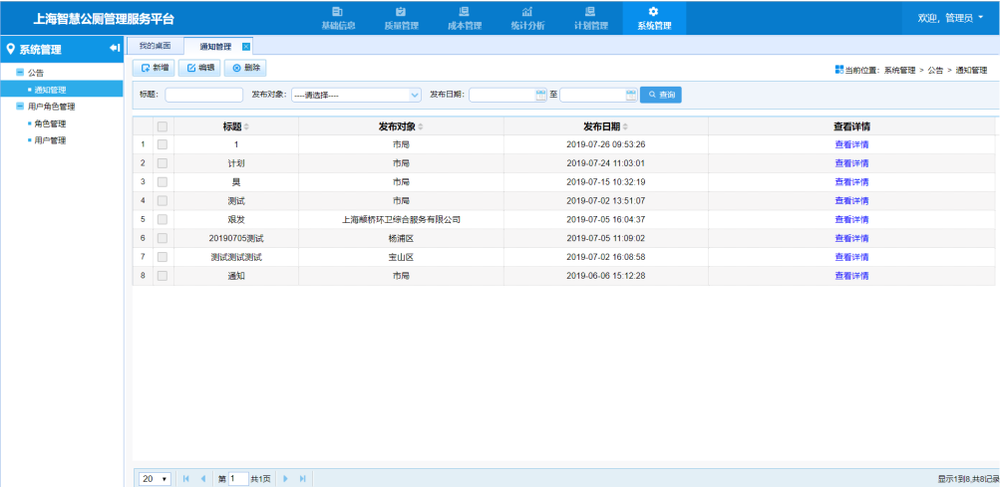 上海智慧公厕管理服务平台
基础信息 质量管理 成本管理 统计分析 计划管理 系统管理
欢迎, 管理员
系统管理
公告
通知管理
用户角色管理
角色管理
用户管理
我的桌面 通知管理
新增 编辑 删除
当前位置: 系统管理 > 公告 > 通知管理
标题: 发布对象: ----请选择---- 发布日期: 至 查询
标题 发布对象 发布日期 查看详情
1 1 市局 2019-07-26 09:53:26 查看详情
2 计划 市局 2019-07-24 11:03:01 查看详情
3 市局 2019-07-15 10:32:19 查看详情
4 测试 市局 2019-07-02 13:51:07 查看详情
5 艰发 上海颛桥环卫综合服务有限公司 2019-07-05 16:04:37 查看详情
6 20190705测试 杨浦区 2019-07-05 11:09:02 查看详情
7 测试测试测试 宝山区 2019-07-02 16:08:58 查看详情
8 通知 市局 2019-06-06 15:12:28 查看详情
20 第 1 共1页
显示1到8,共8记录